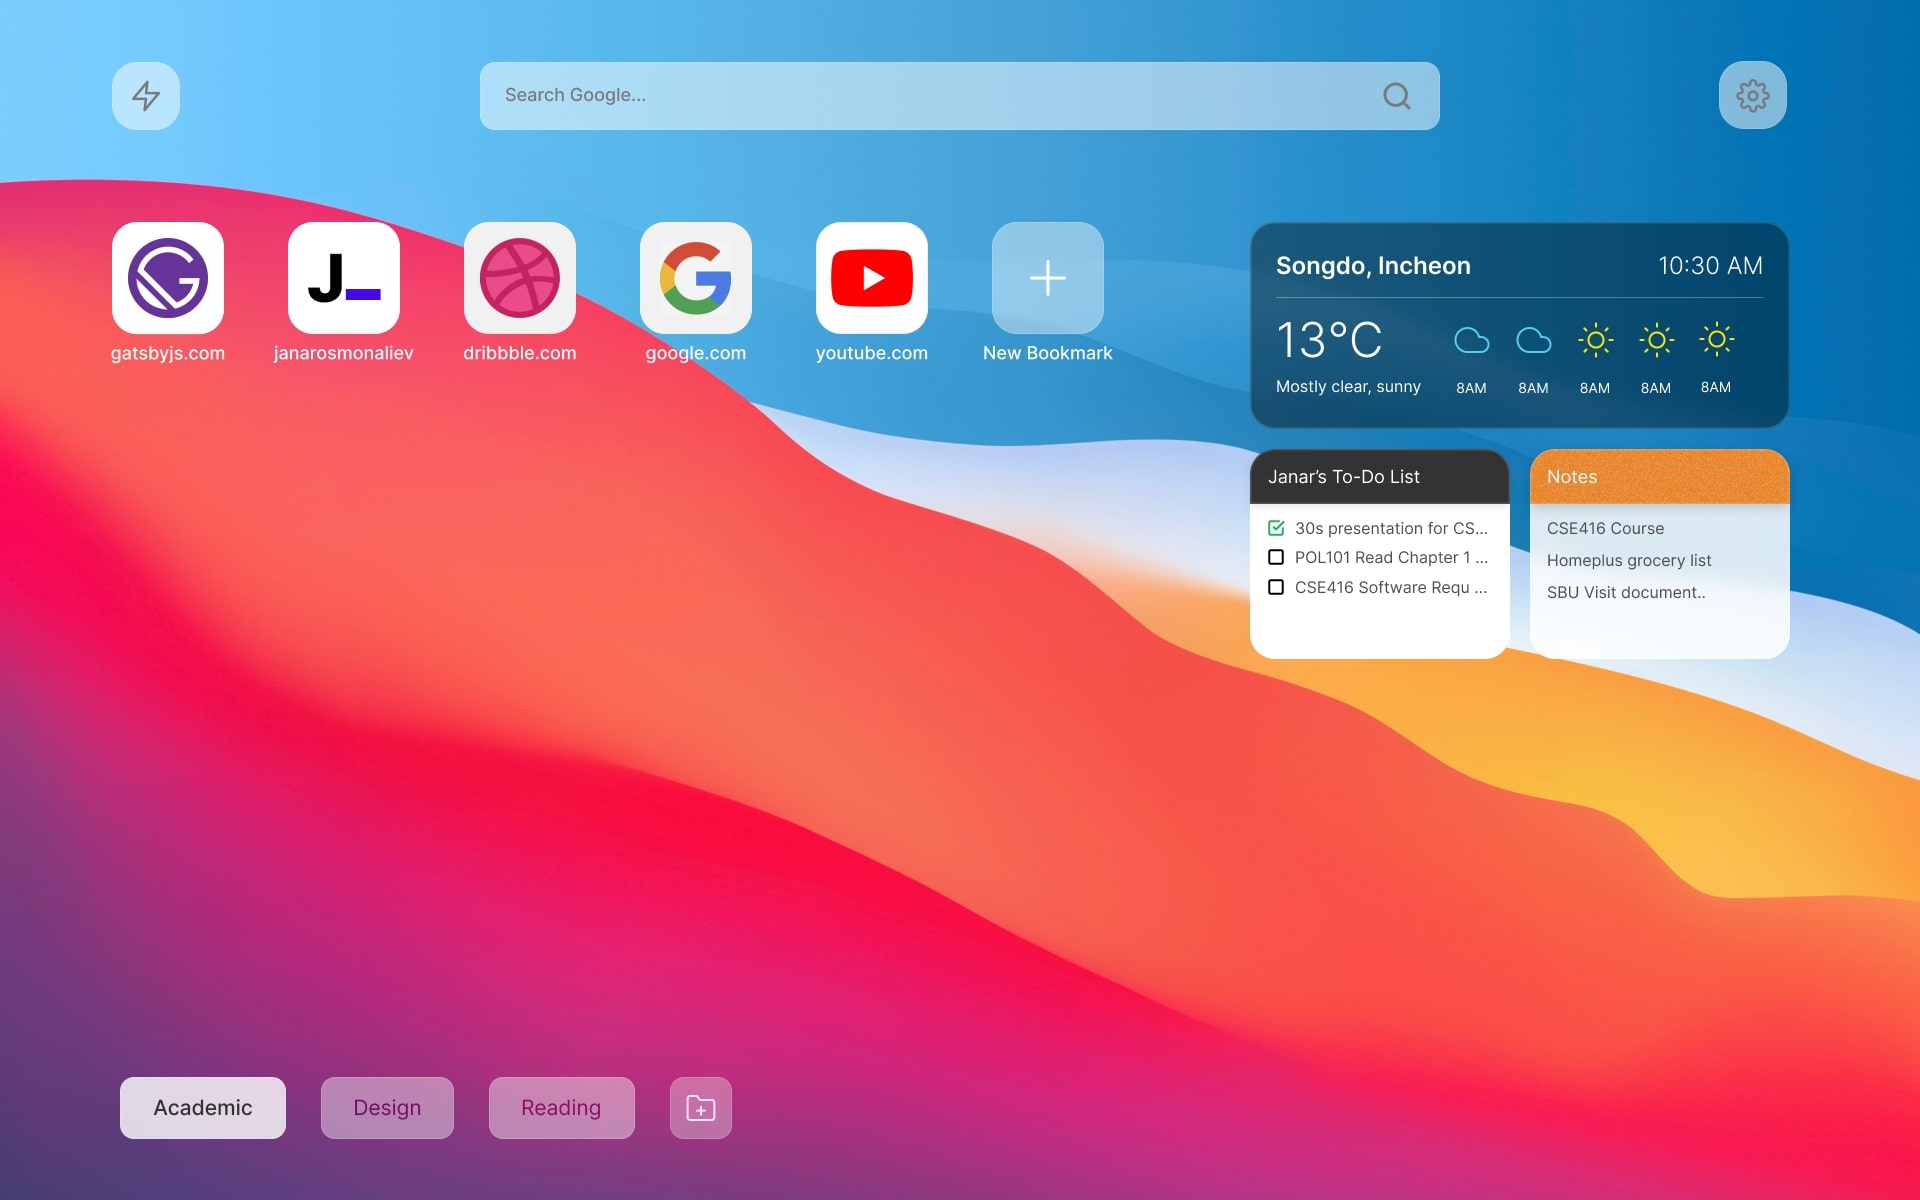 Search Google...
J_
gatsbyjs.com
janarosmonaliev
dribbble.com
google.com
youtube.com
New Bookmark
Songdo, Incheon
10:30 AM
13°C
Mostly clear, sunny
8AM
8AM
8AM
8AM
8AM
Janar’s To-Do List
30s presentation for CS...
POL101 Read Chapter 1 ...
CSE416 Software Requ ...
Notes
CSE416 Course
Homeplus grocery list
SBU Visit document..
Academic
Design
Reading